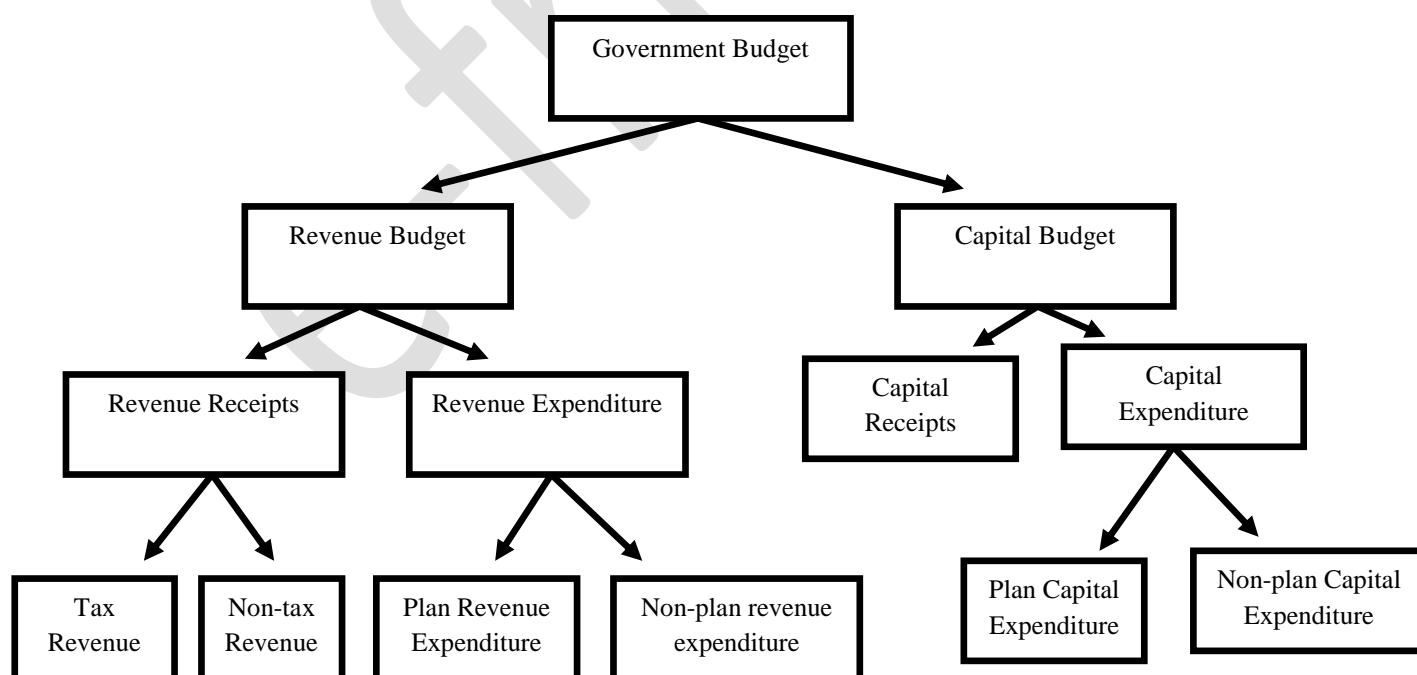 Government Budget
Revenue Budget
Capital Budget
Revenue Receipts
Revenue Expenditure
Capital
Receipts
Capital
Expenditure
Tax
Revenue
Non-tax
Revenue
Plan Revenue
Expenditure
Non-plan revenue
expenditure
Plan Capital
Expenditure
Non-plan Capital
Expenditure